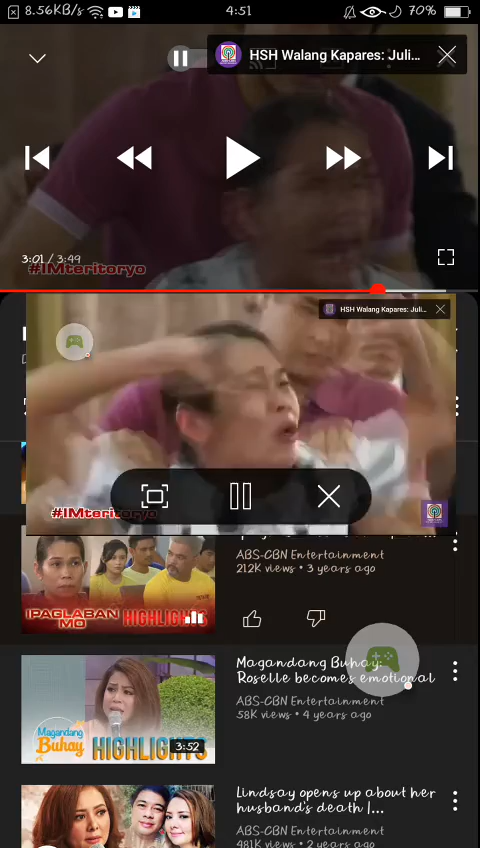 8.56KB/s
4:51
70%
HSH Walang Kapares: Juli...
3:01 / 3:49
#IMteritoryo
HSH Walang Kapares: Juli...
#IMteritoryo
ABS-CBN Entertainment
212K views • 3 years ago
IPAGLABAN MO HIGHLIGHTS
Magandang Buhay:
Roselle becomes emotional
ABS-CBN Entertainment
58K views • 4 years ago
Magandang Buhay HIGHLIGHTS
3:52
Lindsay opens up about her
husband's death |...
ABS-CBN Entertainment
481K views • 2 years ago